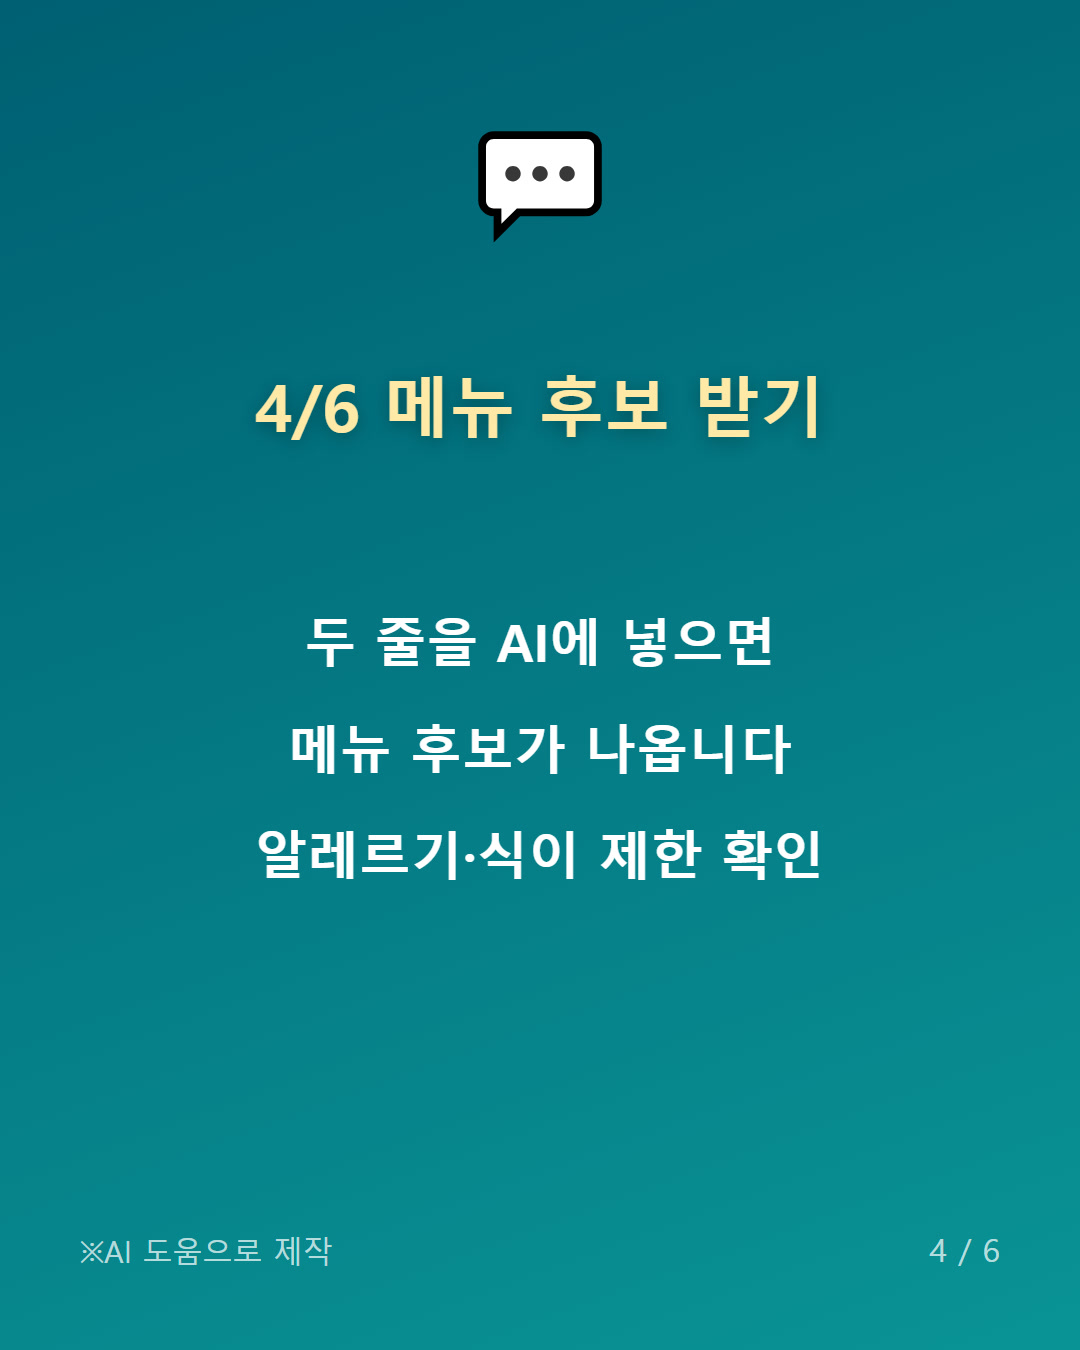 4/6 메뉴 후보 받기
두 줄을 AI에 넣으면
메뉴 후보가 나옵니다
알레르기·식이 제한 확인
※AI 도움으로 제작
4 / 6